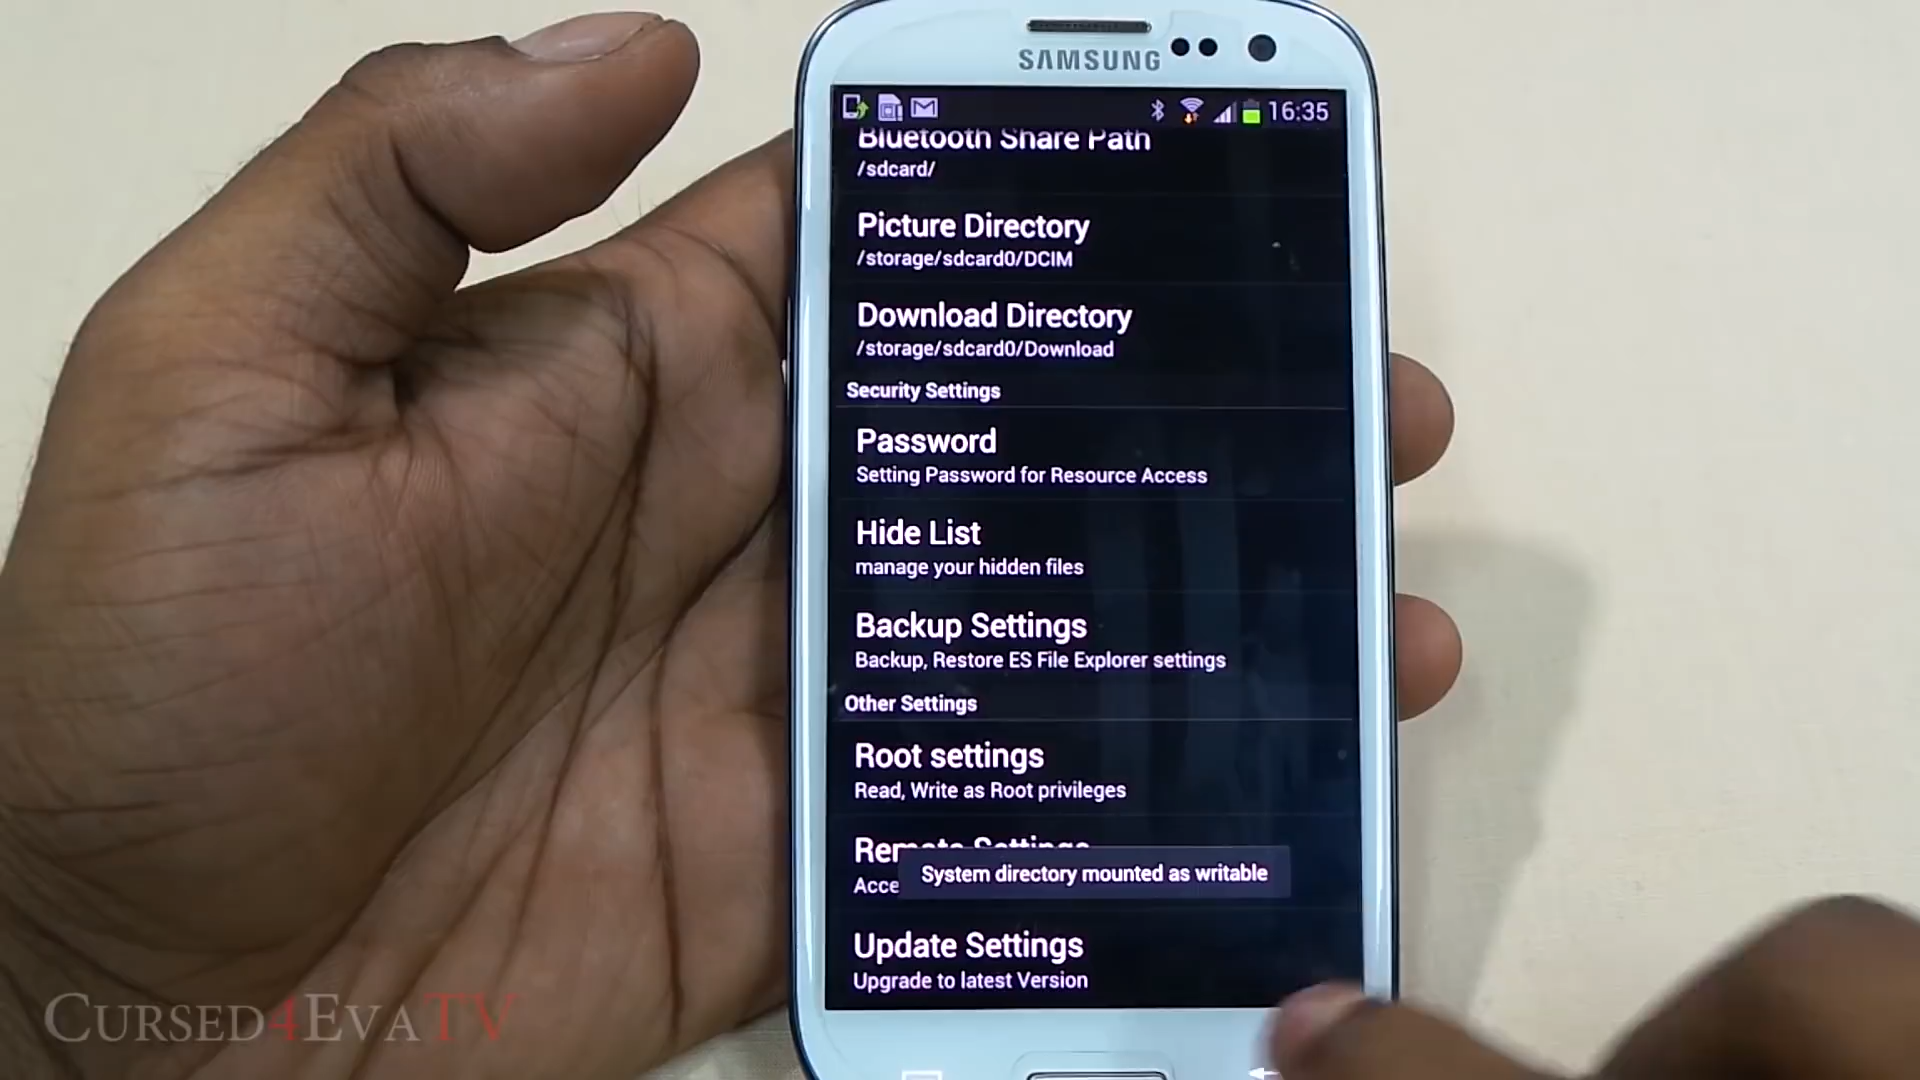 SAMSUNG
16:35
Bluetooth Share Path
/sdcard/
Picture Directory
/storage/sdcard0/DCIM
Download Directory
/storage/sdcard0/Download
Security Settings
Password
Setting Password for Resource Access
Hide List
manage your hidden files
Backup Settings
Backup, Restore ES File Explorer settings
Other Settings
Root settings
Read, Write as Root privileges
Remote Settings
System directory mounted as writable
Update Settings
Upgrade to latest Version
CURSED4EVATV